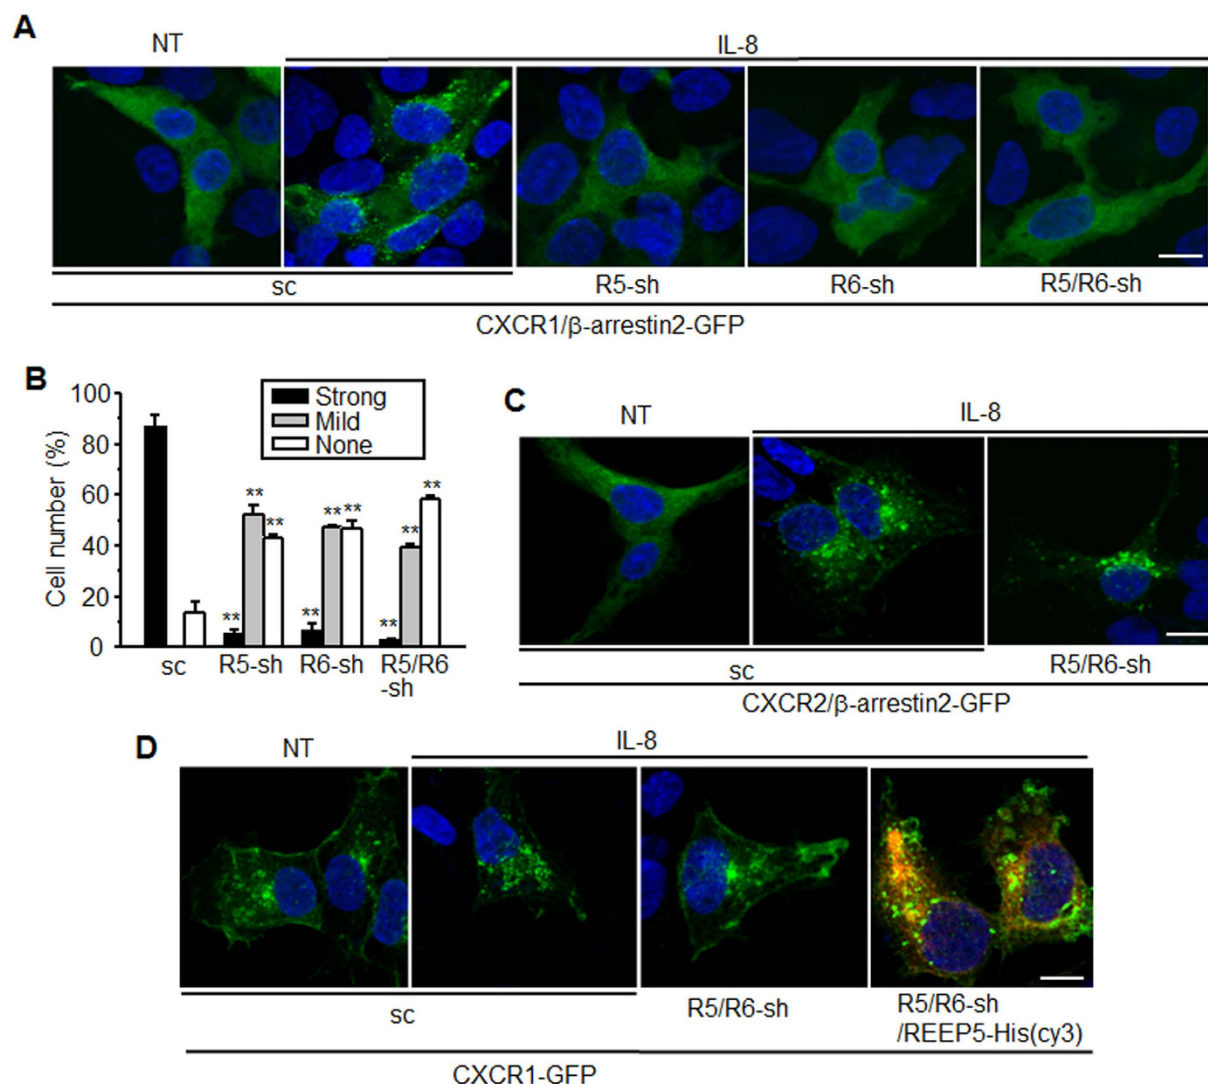 A
NT
IL-8
sc
R5-sh
R6-sh
R5/R6-sh
CXCR1/β-arrestin2-GFP
B
Cell number (%)
100
80
60
40
20
0
Strong
Mild
None
**
**
**
**
**
**
**
**
**
sc
R5-sh
R6-sh
R5/R6
-sh
C
NT
IL-8
sc
R5/R6-sh
CXCR2/β-arrestin2-GFP
D
NT
IL-8
sc
R5/R6-sh
R5/R6-sh
/REEP5-His(cy3)
CXCR1-GFP